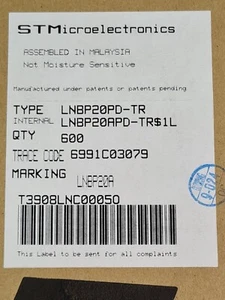 STMicroelectronics
ASSEMBLED IN MALAYSIA
Not Moisture Sensitive
Manufactured under patents or patents pending
TYPE LNBP20PD-TR
INTERNAL LNBP20APD-TR$1L
QTY 600
TRACE CODE 6991C03079
MARKING LNBP20A
T3908LNC00050
This Label to be sent for all complaints